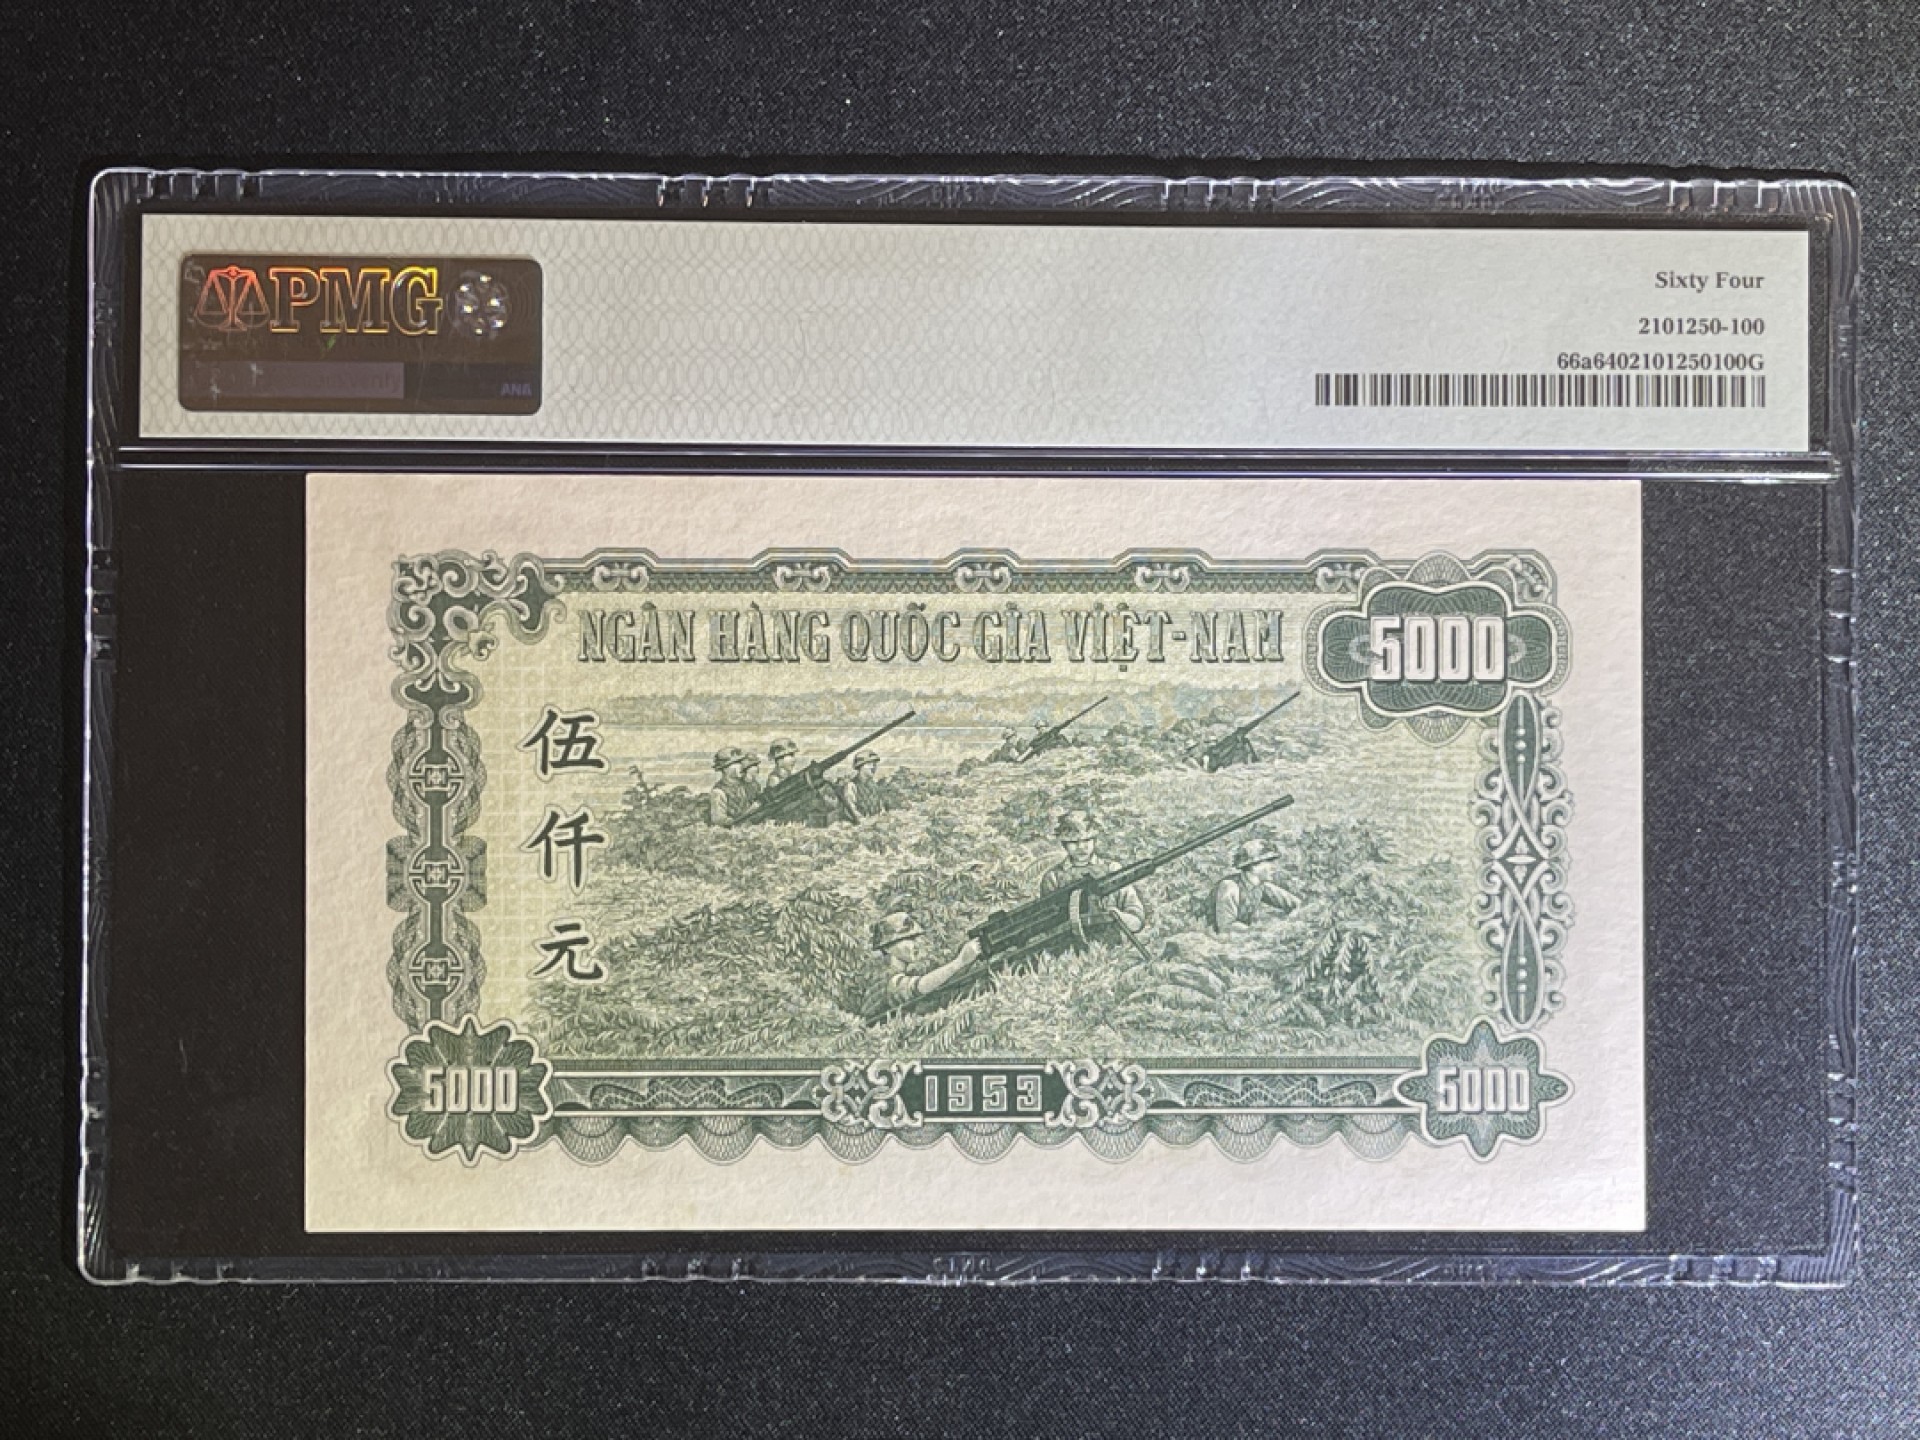 PMG
ANA
Sixty Four
2101250-100
66a6402101250100G
NGÂN HÀNG QUỐC GIA VIỆT-NAM
5000
伍仟元
5000
1953
5000